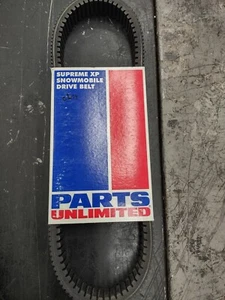 SUPREME XP
SNOWMOBILE
DRIVE BELT
PARTS
UNLIMITED